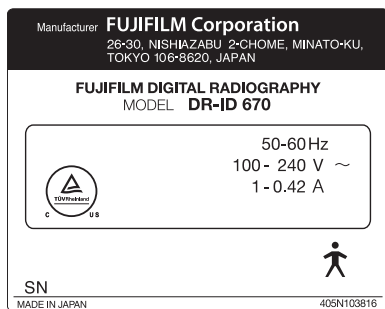 Manufacturer FUJIFILM Corporation
26-30, NISHIAZABU 2-CHOME, MINATO-KU,
TOKYO 106-8620, JAPAN
FUJIFILM DIGITAL RADIOGRAPHY
MODEL DR-ID 670
50-60Hz
100- 240 V ～
1-0.42 A
TÜVRheinland
C US
SN
MADE IN JAPAN 405N103816